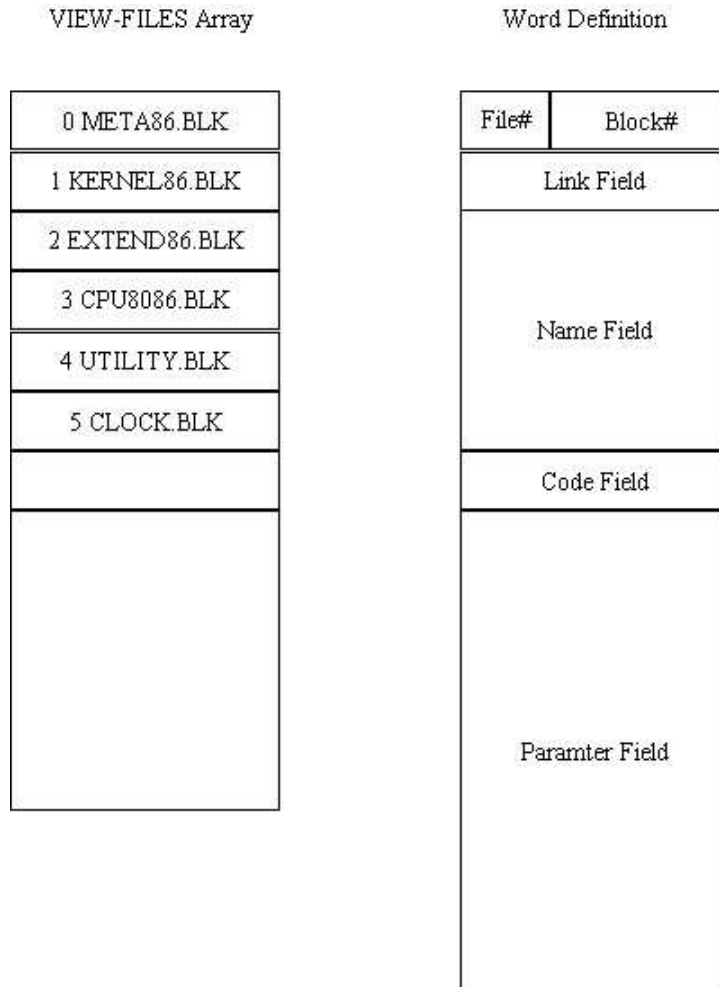 VIEW-FILES Array
0 META86.BLK
1 KERNEL86.BLK
2 EXTEND86.BLK
3 CPU8086.BLK
4 UTILITY.BLK
5 CLOCK.BLK
Word Definition
File#
Block#
Link Field
Name Field
Code Field
Paramter Field